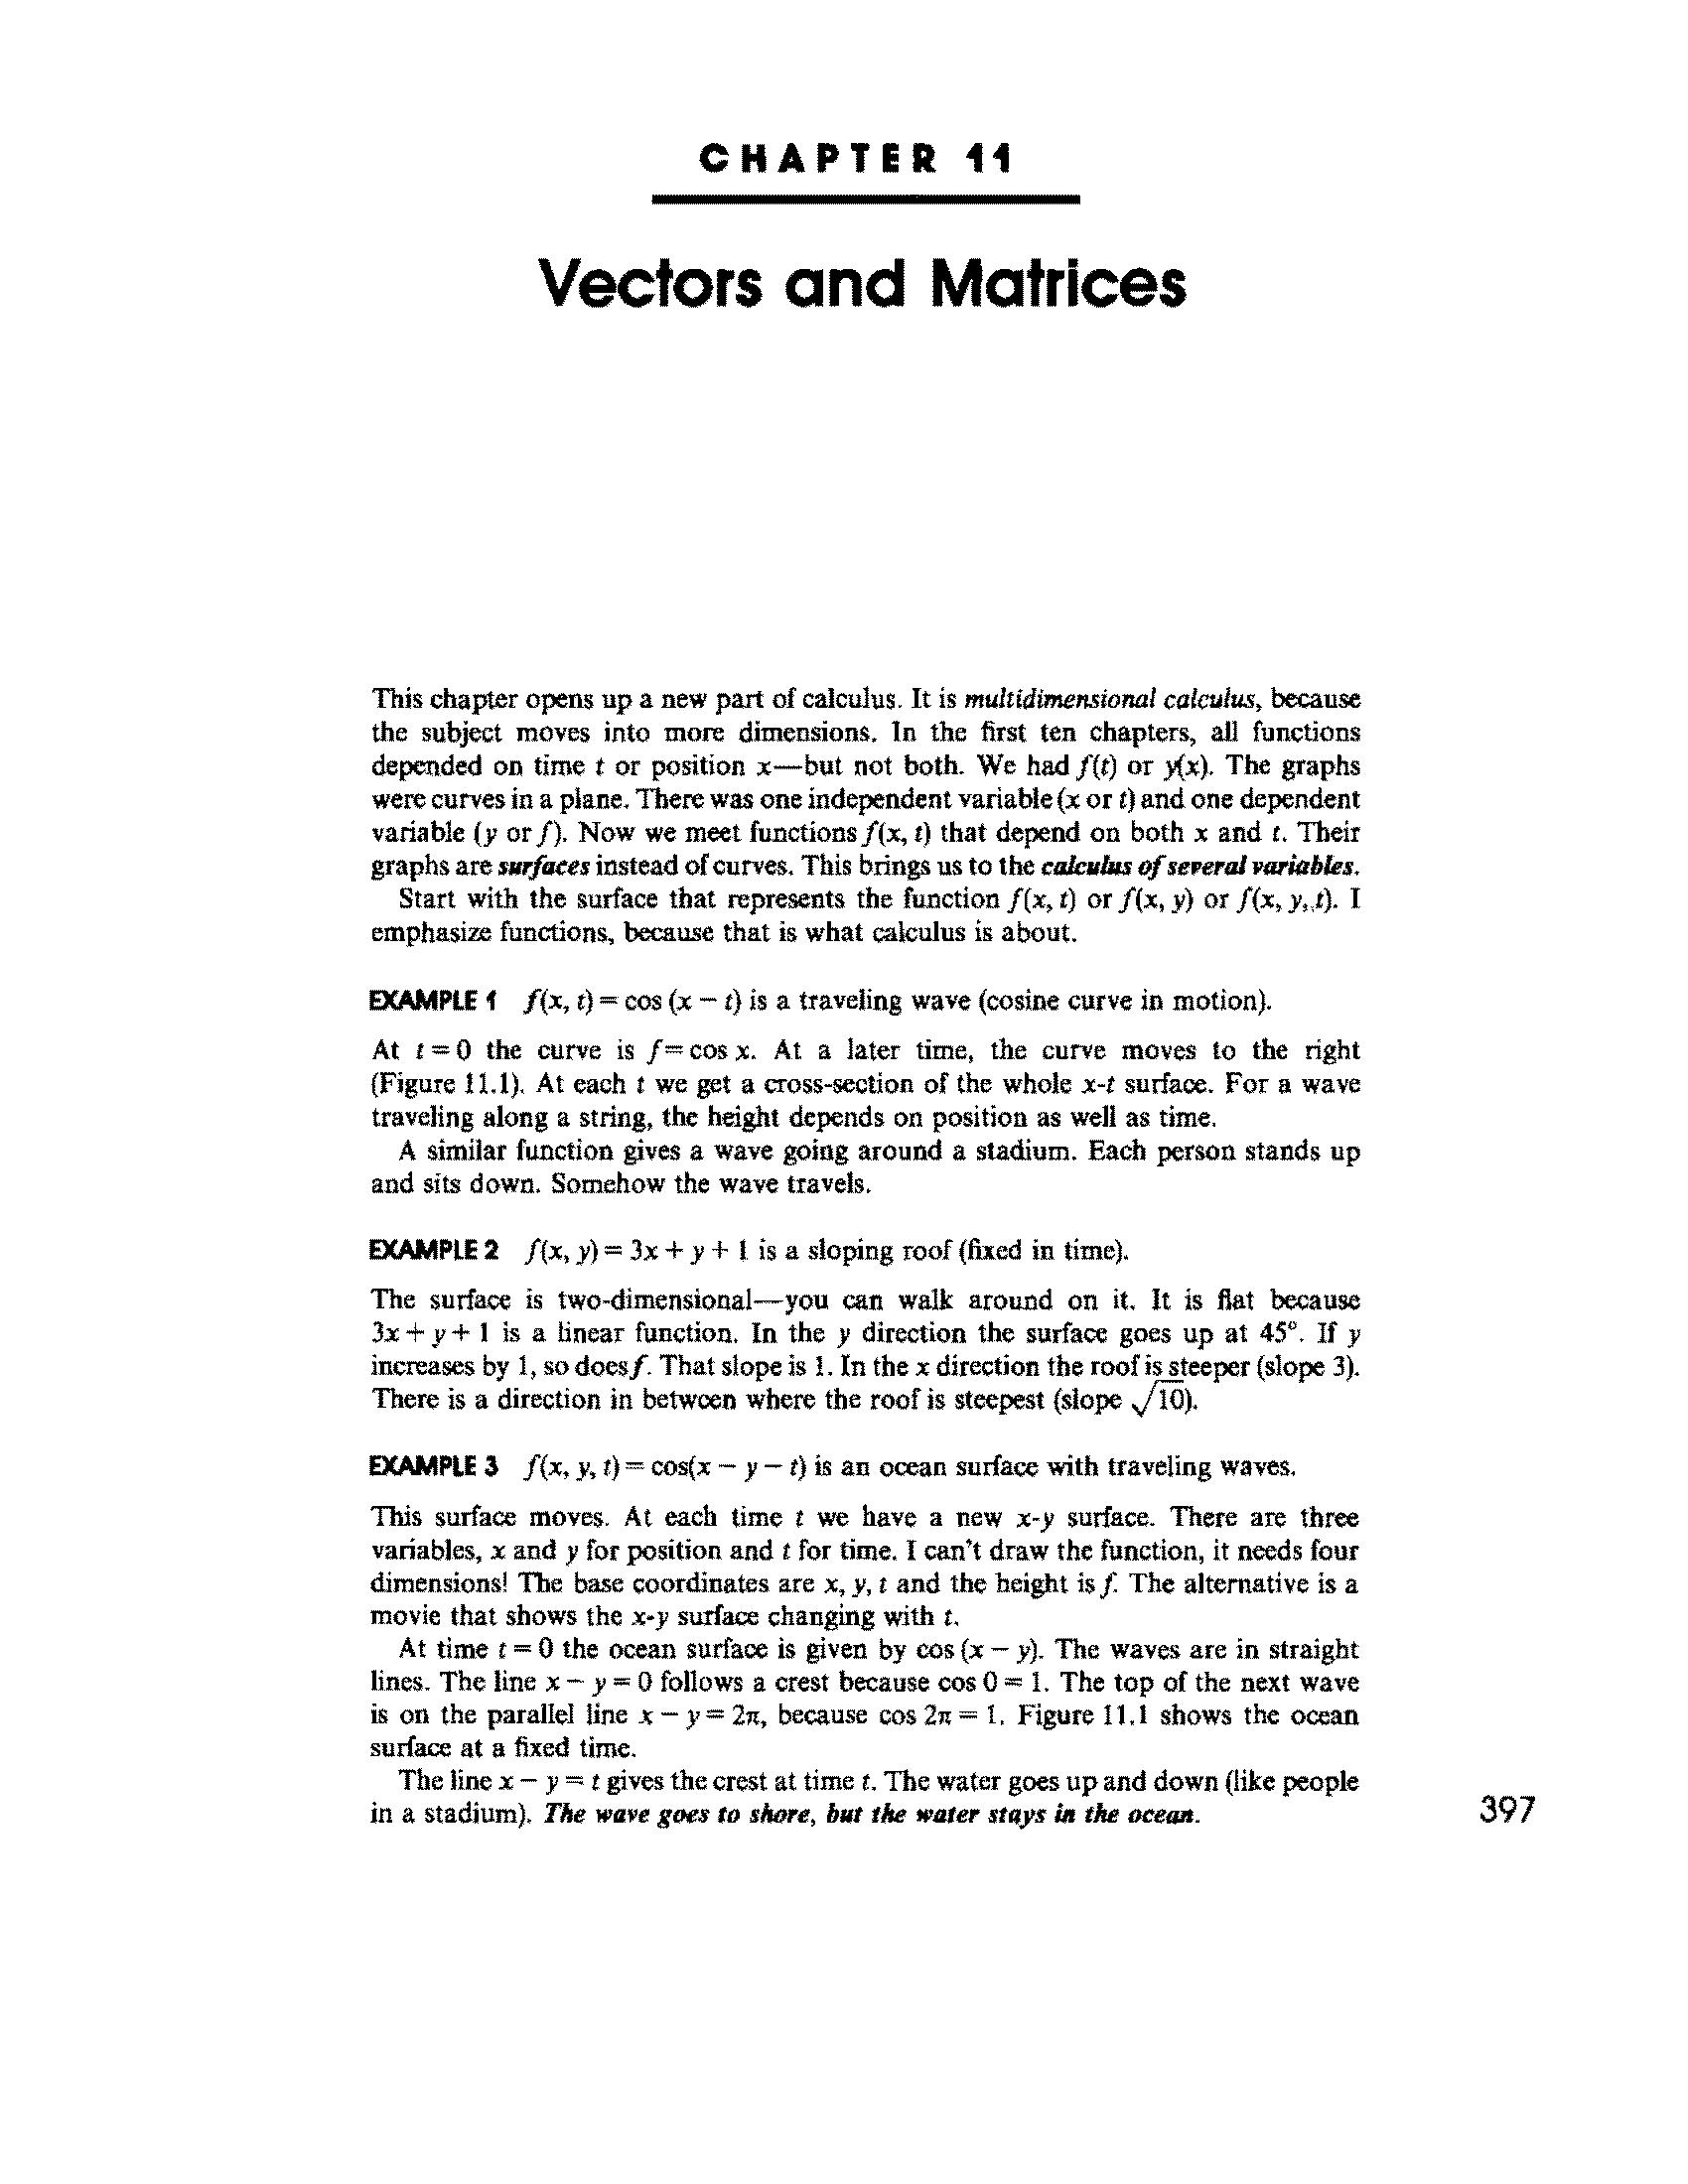 CHAPTER 11
Vectors and Matrices
This chapter opens up a new part of calculus. It is multidimensional calculus, because
the subject moves into more dimensions. In the first ten chapters, all functions
depended on time t or position x—but not both. We had f(t) or y(x). The graphs
were curves in a plane. There was one independent variable (x or t) and one dependent
variable (y or f). Now we meet functions f(x, t) that depend on both x and t. Their
graphs are surfaces instead of curves. This brings us to the calculus of several variables.
Start with the surface that represents the function f(x, t) or f(x, y) or f(x, y, t). I
emphasize functions, because that is what calculus is about.
EXAMPLE 1 f(x, t) = cos (x − t) is a traveling wave (cosine curve in motion).
At t = 0 the curve is f = cos x. At a later time, the curve moves to the right
(Figure 11.1). At each t we get a cross-section of the whole x-t surface. For a wave
traveling along a string, the height depends on position as well as time.
A similar function gives a wave going around a stadium. Each person stands up
and sits down. Somehow the wave travels.
EXAMPLE 2 f(x, y) = 3x + y + 1 is a sloping roof (fixed in time).
The surface is two-dimensional—you can walk around on it. It is flat because
3x + y + 1 is a linear function. In the y direction the surface goes up at 45°. If y
increases by 1, so does f. That slope is 1. In the x direction the roof is steeper (slope 3).
There is a direction in between where the roof is steepest (slope √10).
EXAMPLE 3 f(x, y, t) = cos(x − y − t) is an ocean surface with traveling waves.
This surface moves. At each time t we have a new x-y surface. There are three
variables, x and y for position and t for time. I can't draw the function, it needs four
dimensions! The base coordinates are x, y, t and the height is f. The alternative is a
movie that shows the x-y surface changing with t.
At time t = 0 the ocean surface is given by cos (x − y). The waves are in straight
lines. The line x − y = 0 follows a crest because cos 0 = 1. The top of the next wave
is on the parallel line x − y = 2π, because cos 2π = 1. Figure 11.1 shows the ocean
surface at a fixed time.
The line x − y = t gives the crest at time t. The water goes up and down (like people
in a stadium). The wave goes to shore, but the water stays in the ocean.
397